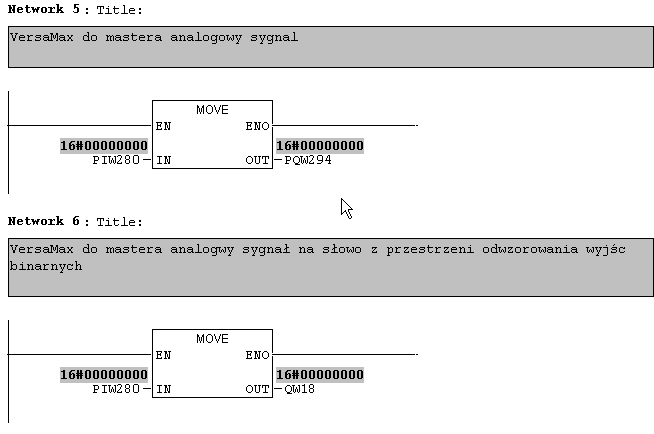 Network 5 : Title:
VersaMax do mastera analogowy sygnal
MOVE
EN ENO
16#00000000 16#00000000
PIW280 IN OUT PQW294
Network 6 : Title:
VersaMax do mastera analogwy sygnał na słowo z przestrzeni odwzorowania wyjśc
binarnych
MOVE
EN ENO
16#00000000 16#00000000
PIW280 IN OUT QW18